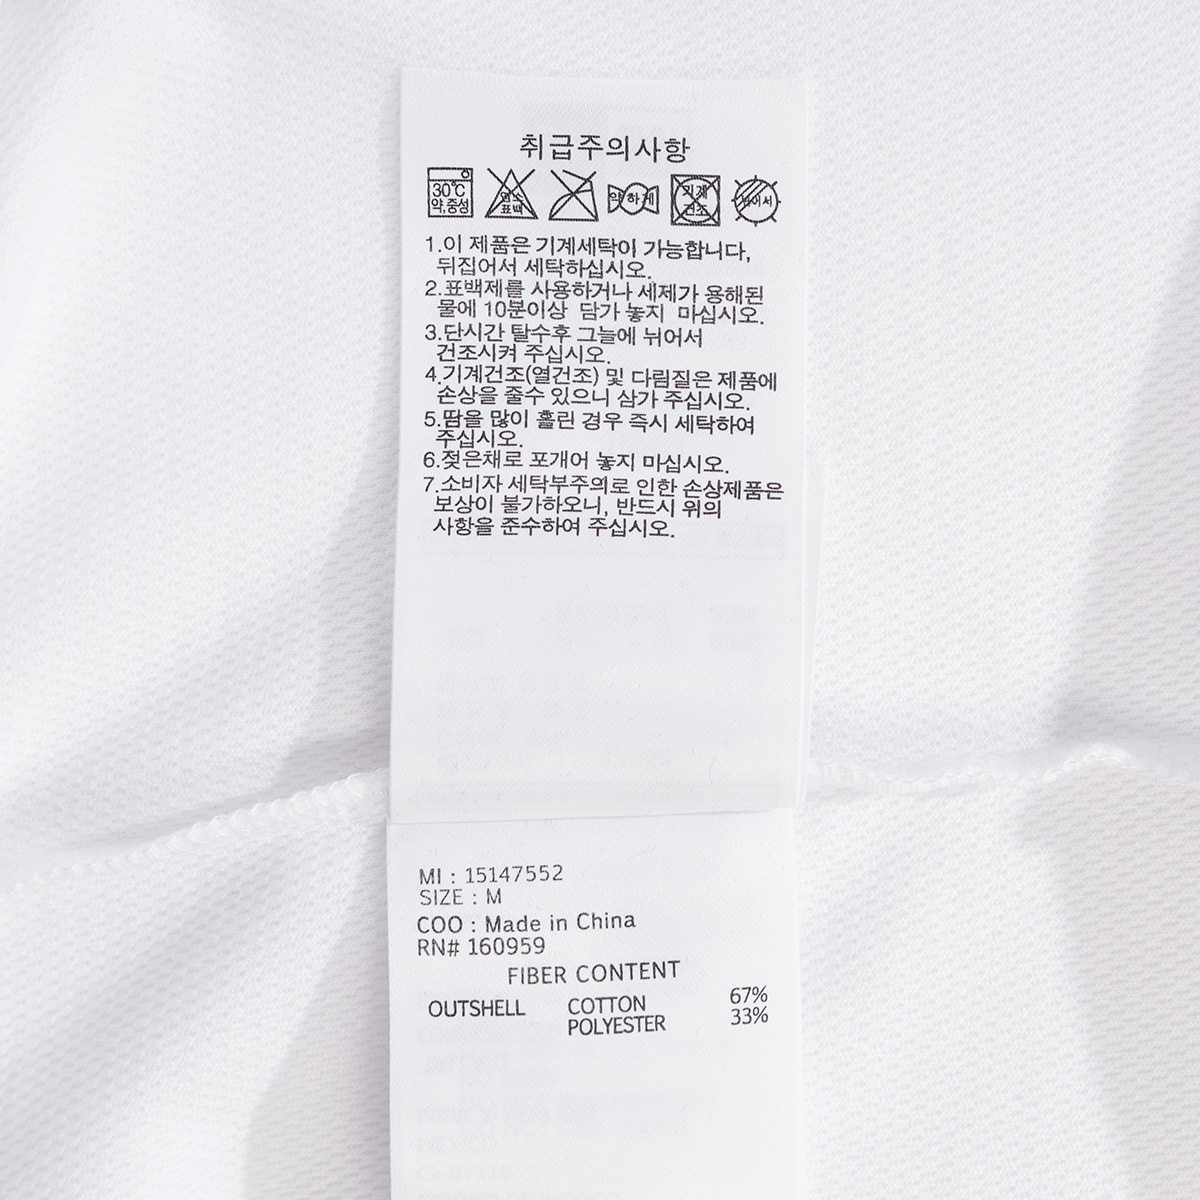 취급주의사항
30℃ 약,중성
염소 표백
약하게
기계 건조
드라이
1.이 제품은 기계세탁이 가능합니다,
뒤집어서 세탁하십시오.
2.표백제를 사용하거나 세제가 용해된
물에 10분이상 담가 놓지 마십시오.
3.단시간 탈수후 그늘에 뉘어서
건조시켜 주십시오.
4.기계건조(열건조) 및 다림질은 제품에
손상을 줄수 있으니 삼가 주십시오.
5.땀을 많이 흘린 경우 즉시 세탁하여
주십시오.
6.젖은채로 포개어 놓지 마십시오.
7.소비자 세탁부주의로 인한 손상제품은
보상이 불가하오니, 반드시 위의
사항을 준수하여 주십시오.
MI : 15147552
SIZE : M
COO : Made in China
RN# 160959
FIBER CONTENT
OUTSHELL COTTON 67%
POLYESTER 33%